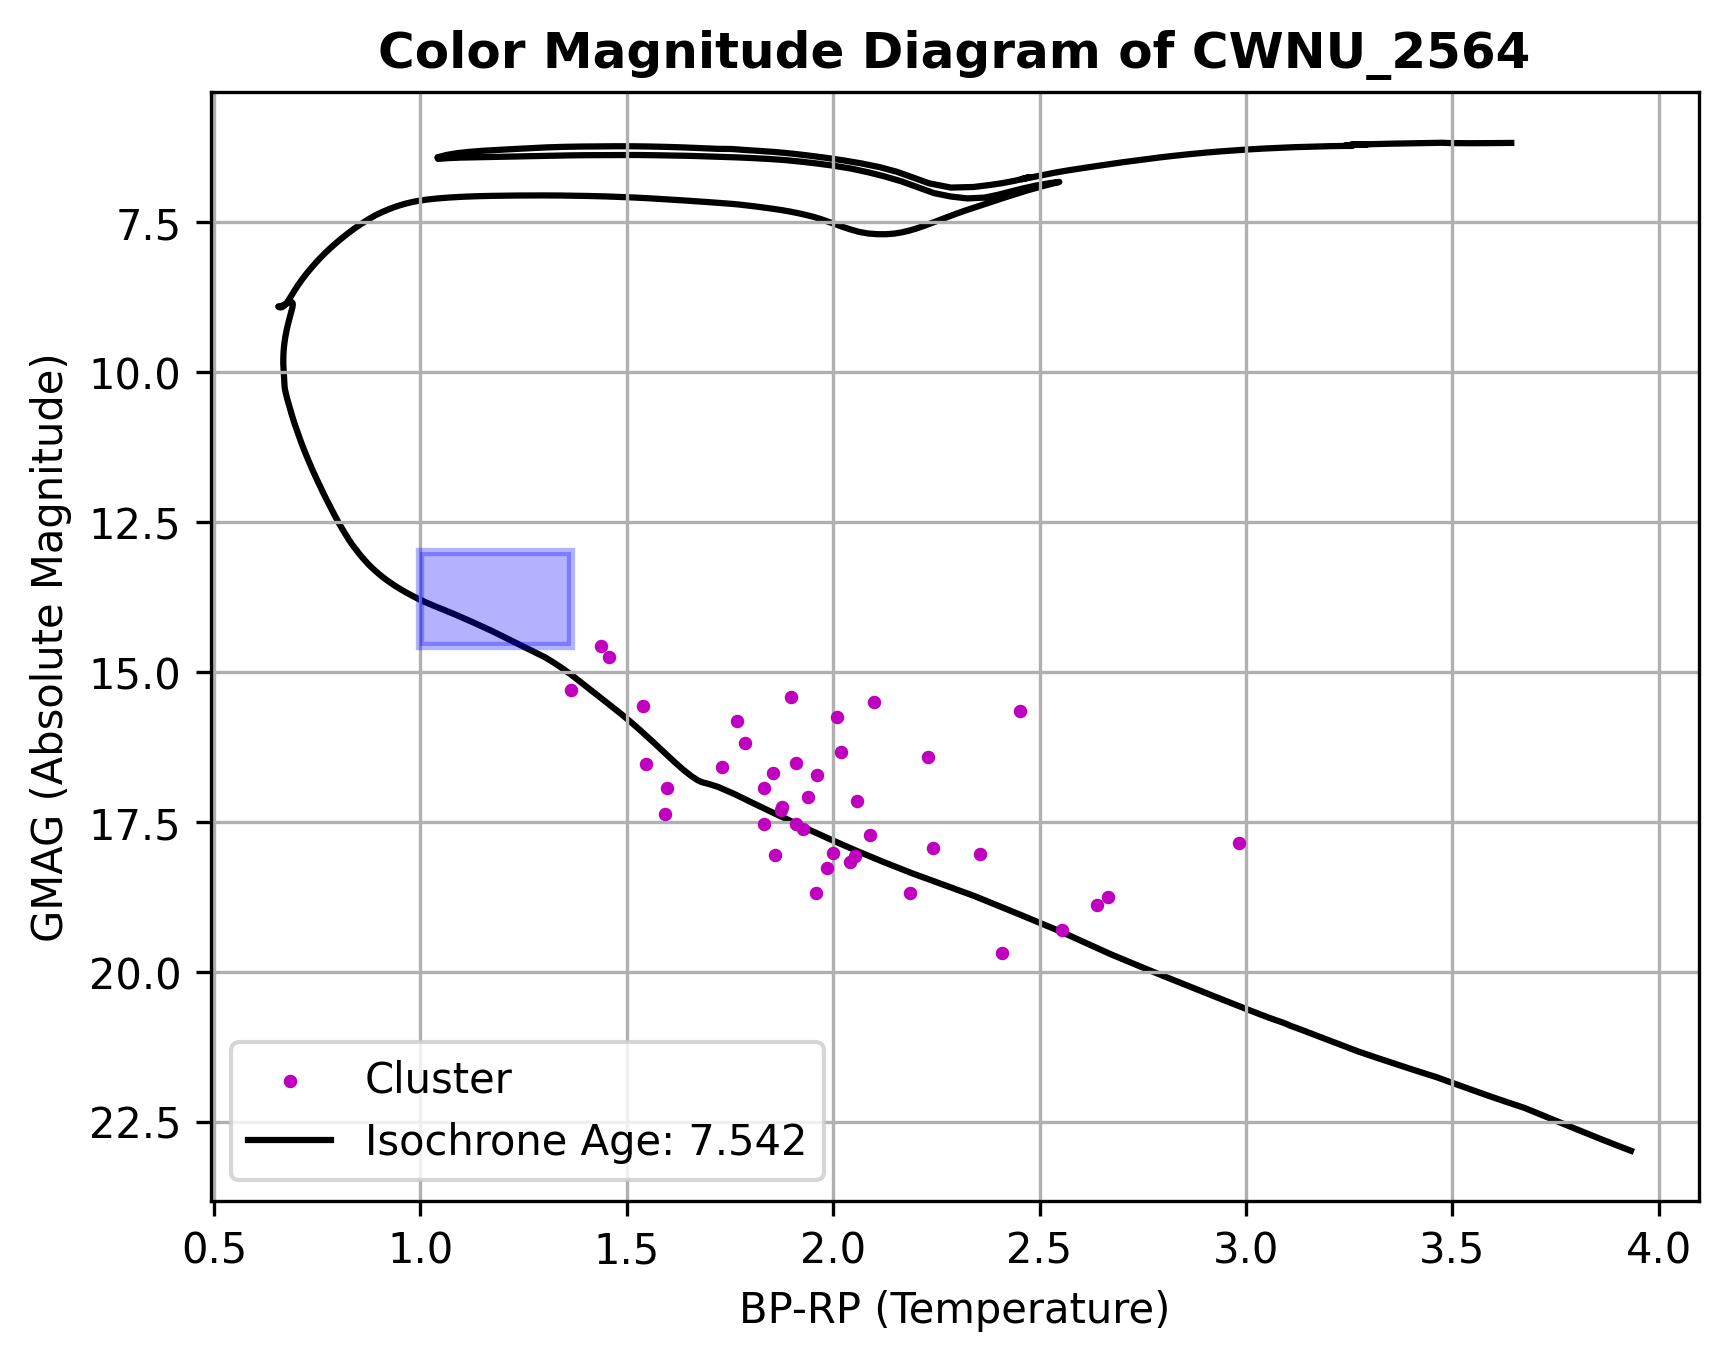 Color Magnitude Diagram of CWNU_2564
GMAG (Absolute Magnitude)
7.5
10.0
12.5
15.0
17.5
20.0
22.5
Cluster
Isochrone Age: 7.542
0.5 1.0 1.5 2.0 2.5 3.0 3.5 4.0
BP-RP (Temperature)